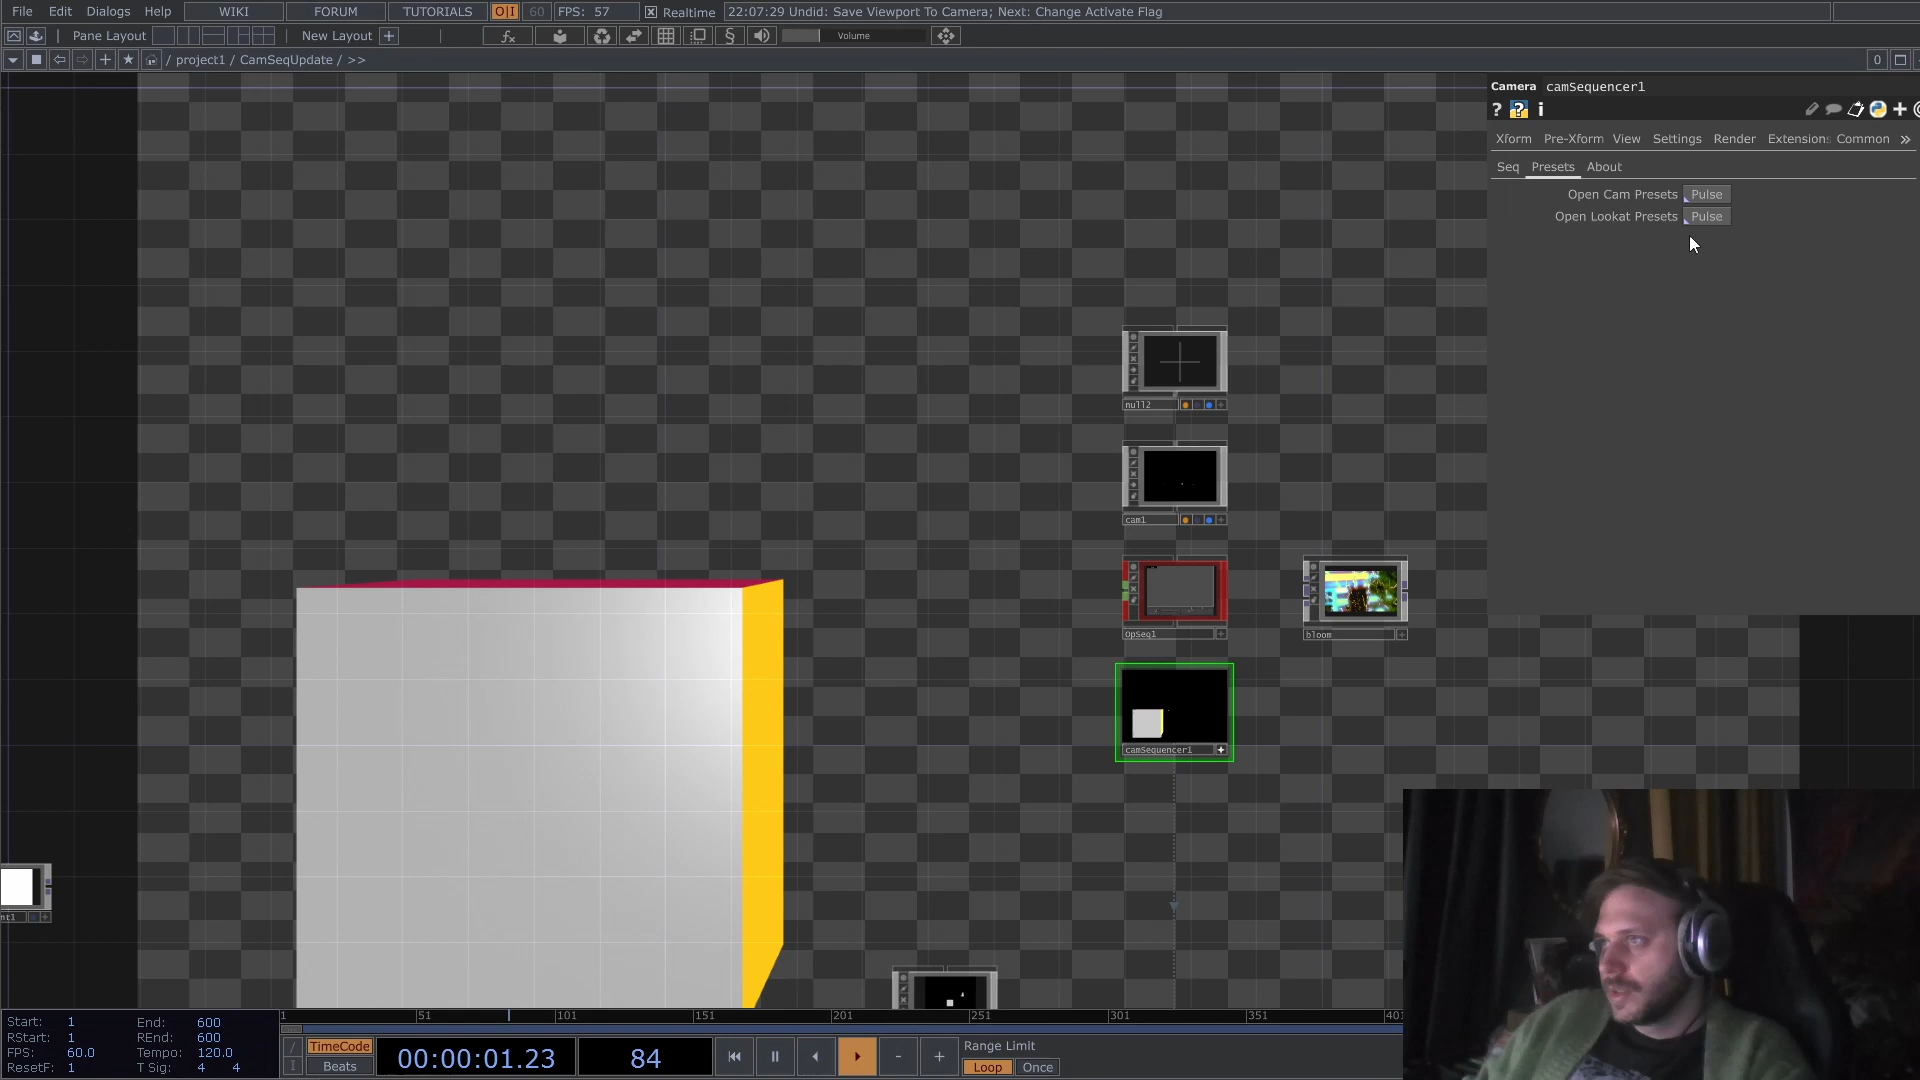 File Edit Dialogs Help WIKI FORUM TUTORIALS O|I 60 FPS: 57 Realtime 22:07:29 Undid: Save Viewport To Camera; Next: Change Activate Flag
Pane Layout New Layout + Volume
/ project1 / CamSeqUpdate / >> 0
Camera camSequencer1
? ? i
Xform Pre-Xform View Settings Render Extensions Common
Seq Presets About
Open Cam Presets Pulse
Open Lookat Presets Pulse
null2
cam1
OpSeq1
bloom
camSequencer1
nt1
1 51 101 151 201 251 301 351 401
Start: 1 End: 600
RStart: 1 REnd: 600
FPS: 60.0 Tempo: 120.0
ResetF: 1 T Sig: 4 4
TimeCode
Beats
00:00:01.23
84
- +
Range Limit
Loop Once